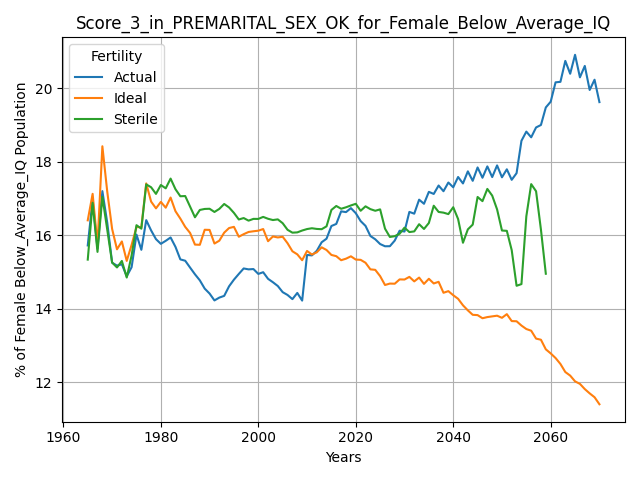 Score_3_in_PREMARITAL_SEX_OK_for_Female_Below_Average_IQ
Fertility
Actual
Ideal
Sterile
% of Female Below_Average_IQ Population
20
18
16
14
12
1960
1980
2000
2020
2040
2060
Years